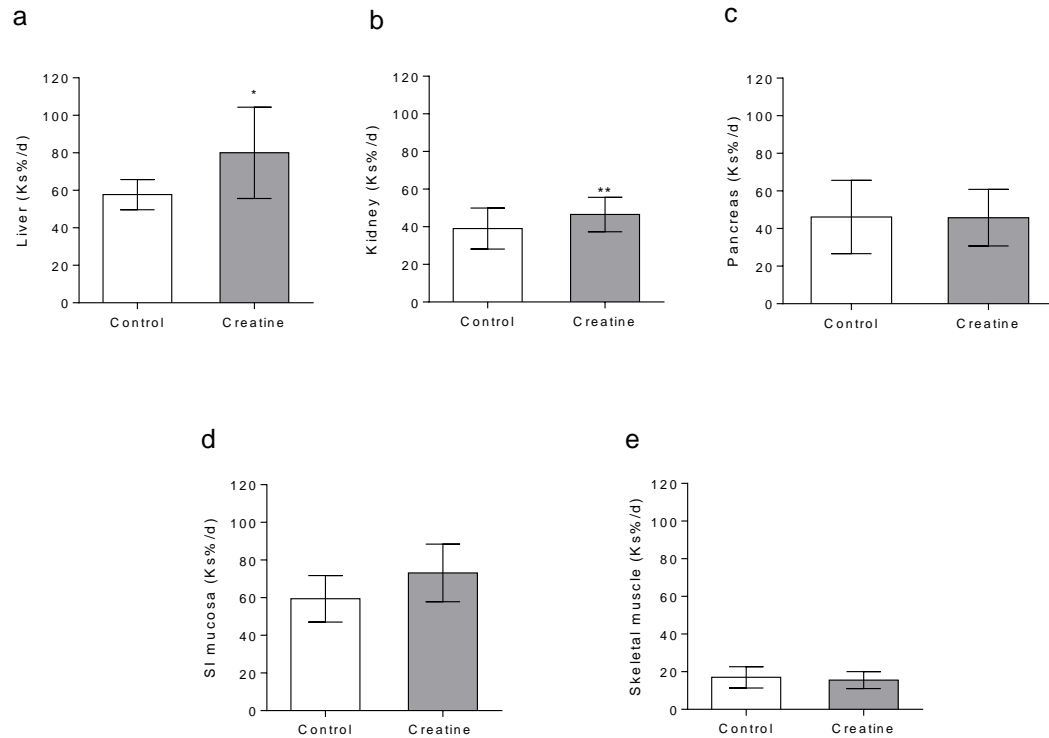 a
b
c
Liver (Ks%/d)
120
100
80
60
40
20
0
*
Control
Creatine
Kidney (Ks%/d)
120
100
80
60
40
20
0
**
Control
Creatine
Pancreas (Ks%/d)
120
100
80
60
40
20
0
Control
Creatine
d
e
SI mucosa (Ks%/d)
120
100
80
60
40
20
0
Control
Creatine
Skeletal muscle (Ks%/d)
120
100
80
60
40
20
0
Control
Creatine